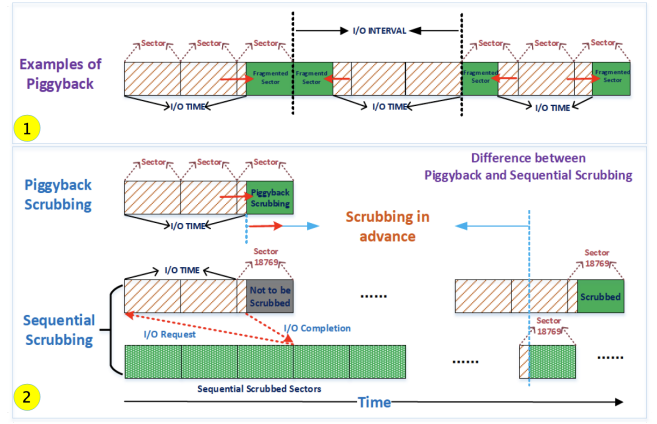 I/O INTERVAL
Sector Sector Sector Sector Sector
Examples of
Piggyback
Fragmented
Sector
Fragmented
Sector
Fragmented
Sector
Fragmented
Sector
I/O TIME I/O TIME I/O TIME
1
Difference between
Piggyback and Sequential Scrubbing
Sector Sector Sector
Piggyback
Scrubbing
Piggyback
Scrubbing
I/O TIME
Scrubbing in
advance
Sector
18769
Sector
18769
I/O TIME
Not to be
Scrubbed
......
Scrubbed
Sequential
Scrubbing
I/O Request
I/O Completion
Sector
18769
......
......
Sequential Scrubbed Sectors
2
Time